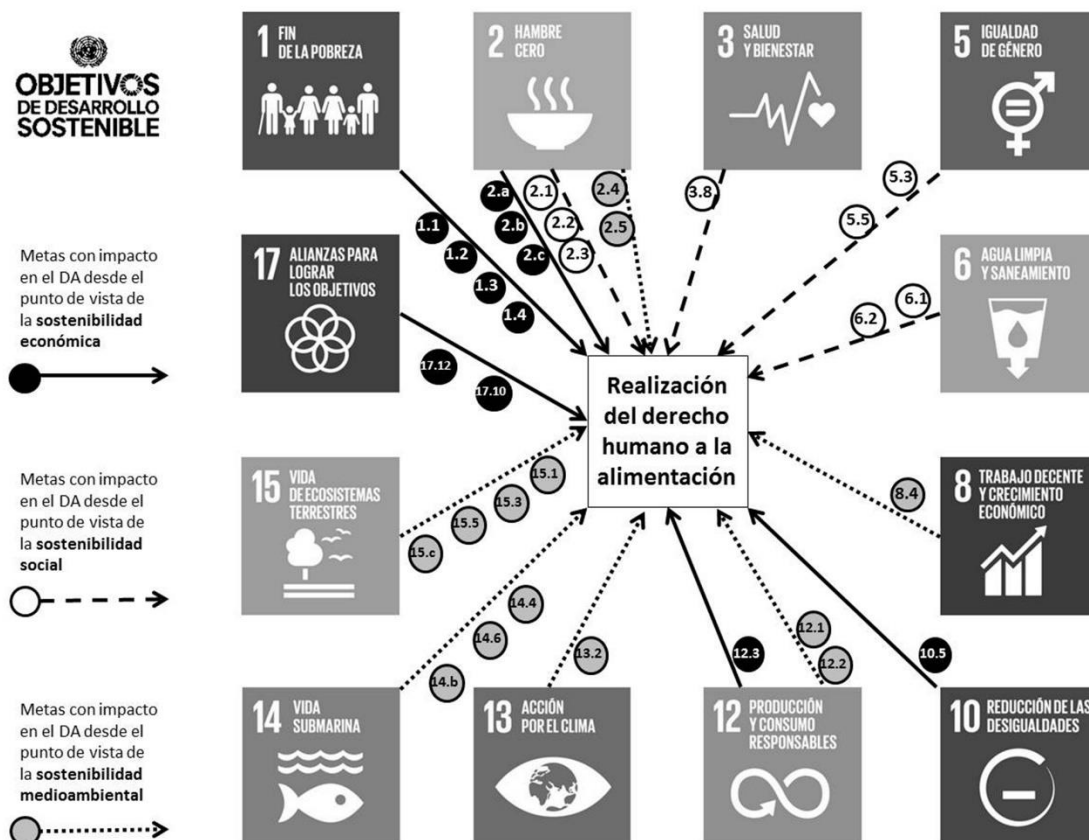 OBJETIVOS
DE DESARROLLO
SOSTENIBLE
1 FIN
DE LA POBREZA
2 HAMBRE
CERO
3 SALUD
Y BIENESTAR
5 IGUALDAD
DE GÉNERO
1.1
1.2
1.3
1.4
2.a
2.b
2.c
2.1
2.2
2.3
2.4
2.5
3.8
5.3
5.5
Metas con impacto
en el DA desde el
punto de vista de
la sostenibilidad
económica
17 ALIANZAS PARA
LOGRAR
LOS OBJETIVOS
17.12
17.10
6 AGUA LIMPIA
Y SANEAMIENTO
6.1
6.2
Realización
del derecho
humano a la
alimentación
Metas con impacto
en el DA desde el
punto de vista de
la sostenibilidad
social
15 VIDA
DE ECOSISTEMAS
TERRESTRES
15.1
15.3
15.5
15.c
8 TRABAJO DECENTE
Y CRECIMIENTO
ECONÓMICO
8.4
Metas con impacto
en el DA desde el
punto de vista de
la sostenibilidad
medioambiental
14.4
14.6
14.b
13.2
12.3
12.1
12.2
10.5
14 VIDA
SUBMARINA
13 ACCIÓN
POR EL CLIMA
12 PRODUCCIÓN
Y CONSUMO
RESPONSABLES
10 REDUCCIÓN DE LAS
DESIGUALDADES